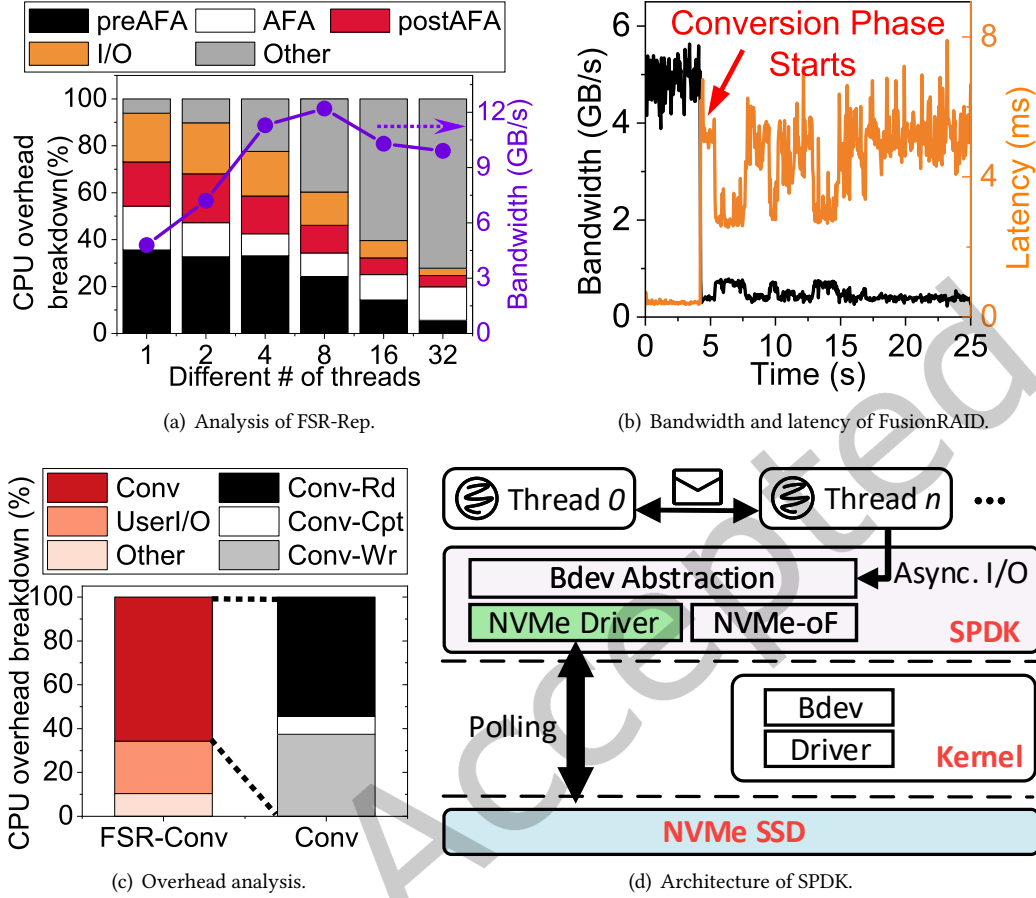 preAFA AFA postAFA
I/O Other
CPU overhead
breakdown(%)
100
80
60
40
20
0
12
9
6
3
0
Bandwidth (GB/s)
1 2 4 8 16 32
Different # of threads
(a) Analysis of FSR-Rep.
Bandwidth (GB/s)
6
4
2
0
Conversion Phase
Starts
8
4
0
Latency (ms)
0 5 10 15 20 25
Time (s)
(b) Bandwidth and latency of FusionRAID.
Conv Conv-Rd
UserI/O Conv-Cpt
Other Conv-Wr
CPU overhead breakdown (%)
100
80
60
40
20
0
FSR-Conv Conv
(c) Overhead analysis.
Thread 0 Thread n ...
Bdev Abstraction Async. I/O
NVMe Driver NVMe-oF
SPDK
Polling
Bdev
Driver
Kernel
NVMe SSD
(d) Architecture of SPDK.
Accepted